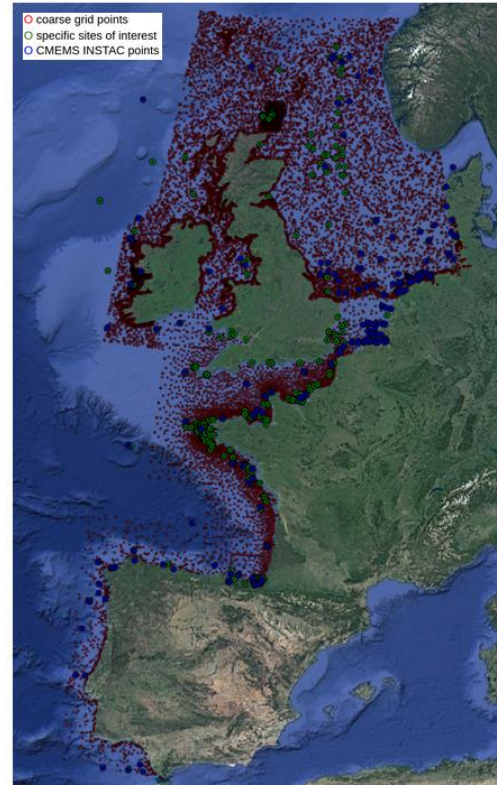 coarse grid points
specific sites of interest
CMEMS INSTAC points